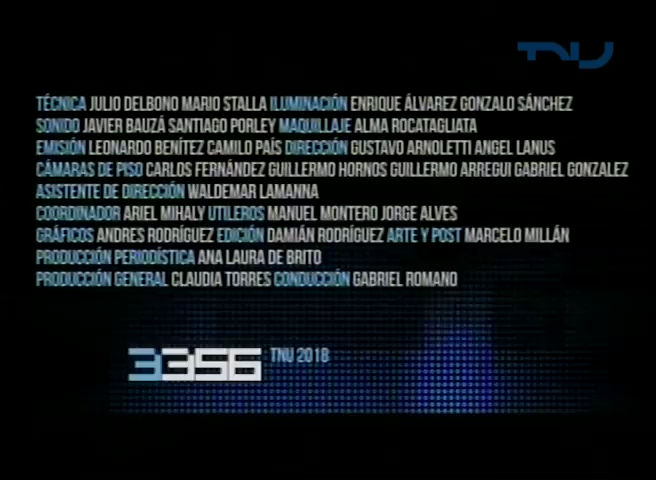 TNU
TÉCNICA JULIO DELBONO MARIO STALLA ILUMINACIÓN ENRIQUE ÁLVAREZ GONZALO SÁNCHEZ
SONIDO JAVIER BAUZÁ SANTIAGO PORLEY MAQUILLAJE ALMA ROCATAGLIATA
EMISIÓN LEONARDO BENÍTEZ CAMILO PAÍS DIRECCIÓN GUSTAVO ARNOLETTI ANGEL LANUS
CÁMARAS DE PISO CARLOS FERNÁNDEZ GUILLERMO HORNOS GUILLERMO ARREGUI GABRIEL GONZALEZ
ASISTENTE DE DIRECCIÓN WALDEMAR LAMANNA
COORDINADOR ARIEL MIHALY UTILEROS MANUEL MONTERO JORGE ALVES
GRÁFICOS ANDRES RODRÍGUEZ EDICIÓN DAMIÁN RODRÍGUEZ ARTE Y POST MARCELO MILLÁN
PRODUCCIÓN PERIODÍSTICA ANA LAURA DE BRITO
PRODUCCIÓN GENERAL CLAUDIA TORRES CONDUCCIÓN GABRIEL ROMANO
3356 TNU 2018